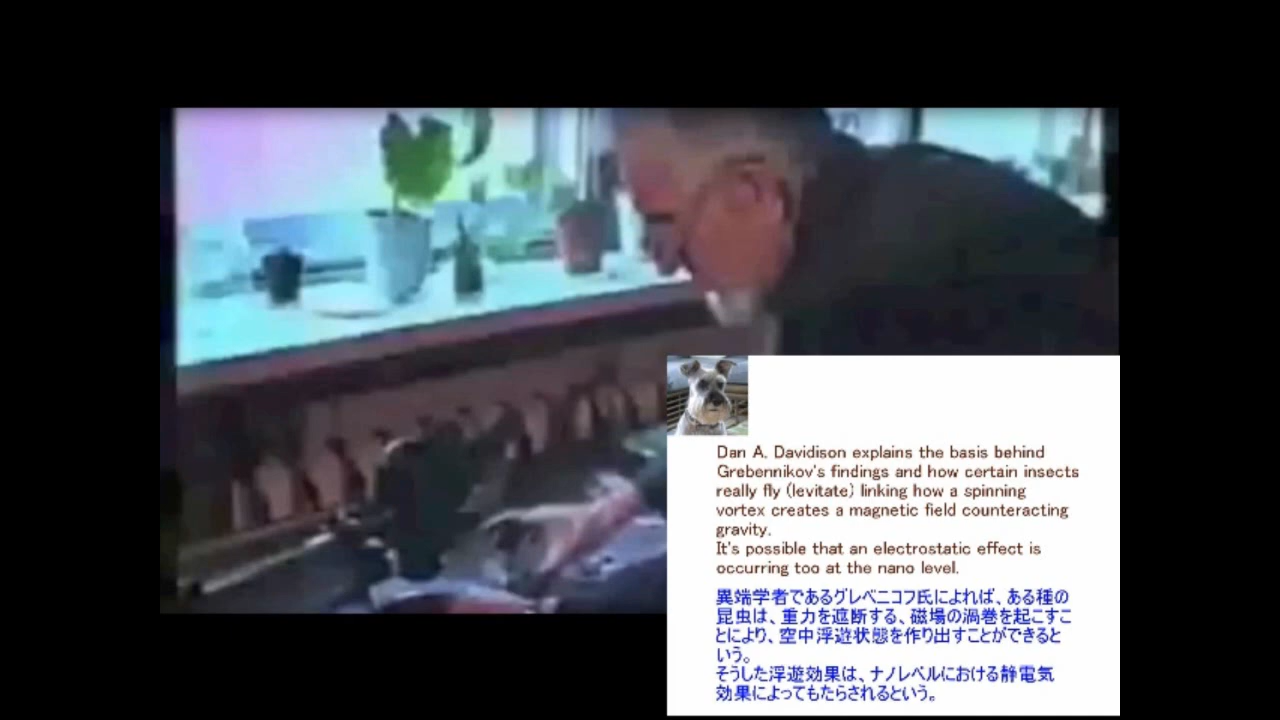 Dan A. Davidison explains the basis behind
Grebennikov's findings and how certain insects
really fly (levitate) linking how a spinning
vortex creates a magnetic field counteracting
gravity.
It's possible that an electrostatic effect is
occurring too at the nano level.
異端学者であるグレベニコフ氏によれば、ある種の
昆虫は、重力を遮断する、磁場の渦巻を起こすこ
とにより、空中浮遊状態を作り出すことができると
いう。
そうした浮遊効果は、ナノレベルにおける静電気
効果によってもたらされるという。